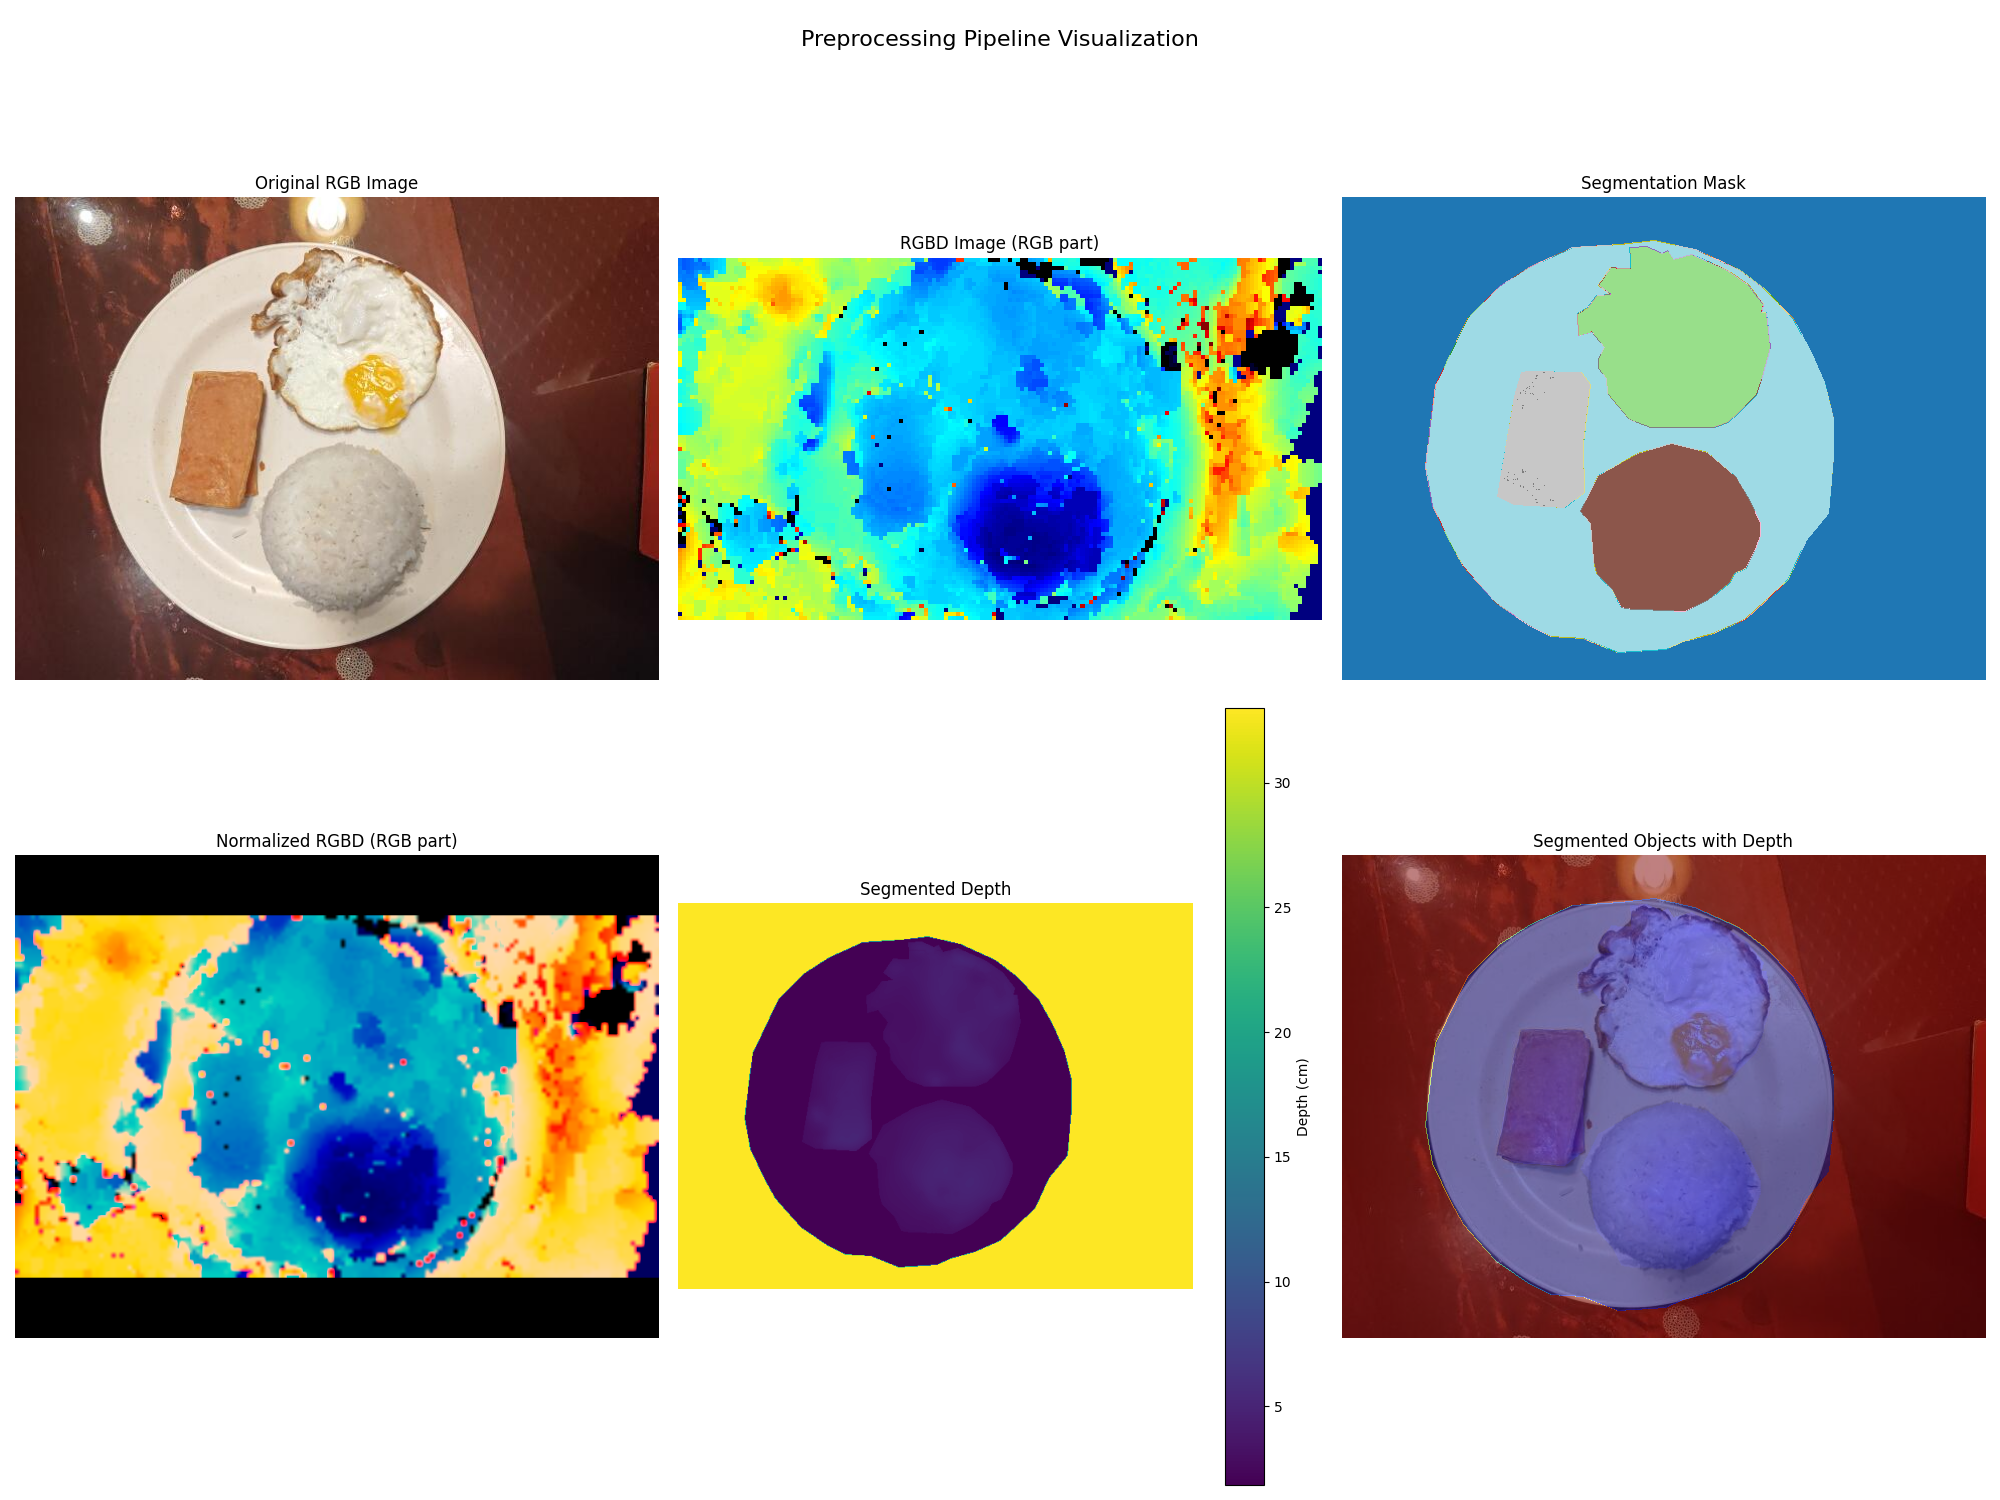 Preprocessing Pipeline Visualization
Original RGB Image
RGBD Image (RGB part)
Segmentation Mask
Normalized RGBD (RGB part)
Segmented Depth
30
25
20
15
10
5
Depth (cm)
Segmented Objects with Depth